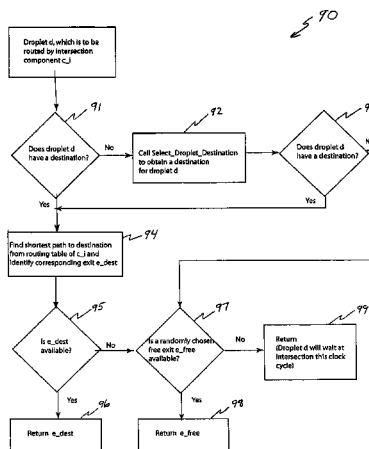 90
Droplet d, which is to be
routed by intersection
component c_i
91
Does droplet d
have a destination?
No
92
Call Select_Droplet_Destination
to obtain a destination
for droplet d
Does droplet d
have a destination?
Yes
Yes
94
Find shortest path to destination
from routing table of c_i and
identify corresponding exit e_dest
95
Is e_dest
available?
No
97
Is a randomly chosen
free exit e_free
available?
No
99
Return
(Droplet d will wait at
intersection this clock
cycle)
Yes
96
Return e_dest
Yes
98
Return e_free